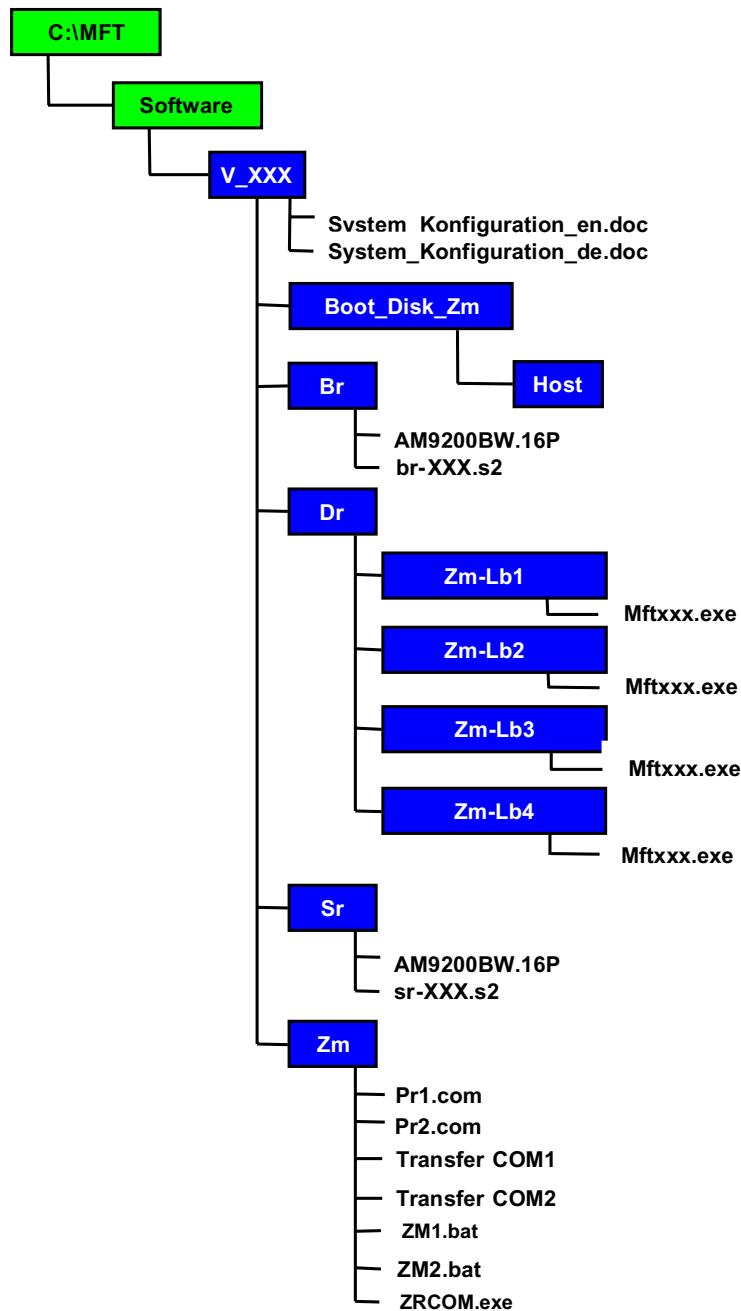 C:\MFT
Software
V_XXX
Svstem Konfiguration_en.doc
System_Konfiguration_de.doc
Boot_Disk_Zm
Host
Br
AM9200BW.16P
br-XXX.s2
Dr
Zm-Lb1
Mftxxx.exe
Zm-Lb2
Mftxxx.exe
Zm-Lb3
Mftxxx.exe
Zm-Lb4
Mftxxx.exe
Sr
AM9200BW.16P
sr-XXX.s2
Zm
Pr1.com
Pr2.com
Transfer COM1
Transfer COM2
ZM1.bat
ZM2.bat
ZRCOM.exe